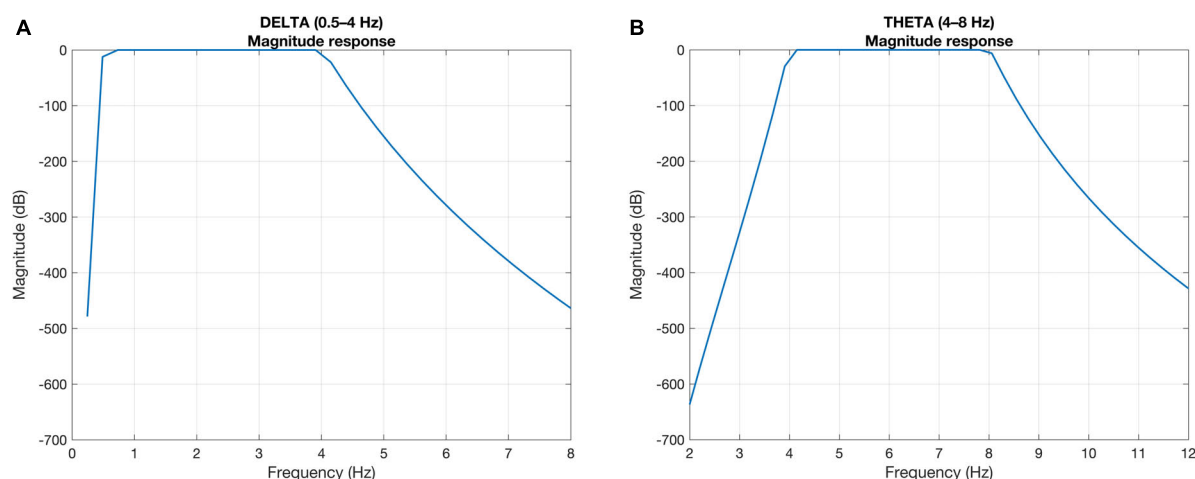 A
DELTA (0.5–4 Hz)
Magnitude response
0
-100
-200
-300
-400
-500
-600
-700
Magnitude (dB)
0 1 2 3 4 5 6 7 8
Frequency (Hz)
B
THETA (4–8 Hz)
Magnitude response
0
-100
-200
-300
-400
-500
-600
-700
Magnitude (dB)
2 3 4 5 6 7 8 9 10 11 12
Frequency (Hz)